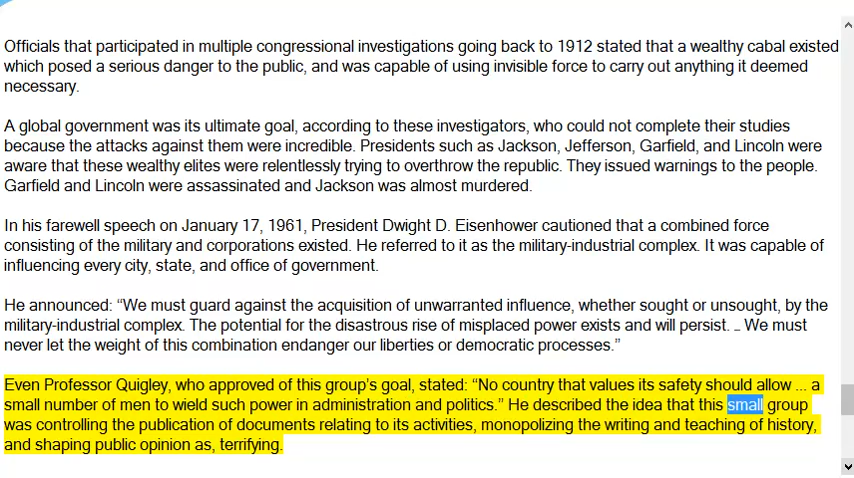 Officials that participated in multiple congressional investigations going back to 1912 stated that a wealthy cabal existed
which posed a serious danger to the public, and was capable of using invisible force to carry out anything it deemed
necessary.
A global government was its ultimate goal, according to these investigators, who could not complete their studies
because the attacks against them were incredible. Presidents such as Jackson, Jefferson, Garfield, and Lincoln were
aware that these wealthy elites were relentlessly trying to overthrow the republic. They issued warnings to the people.
Garfield and Lincoln were assassinated and Jackson was almost murdered.
In his farewell speech on January 17, 1961, President Dwight D. Eisenhower cautioned that a combined force
consisting of the military and corporations existed. He referred to it as the military-industrial complex. It was capable of
influencing every city, state, and office of government.
He announced: “We must guard against the acquisition of unwarranted influence, whether sought or unsought, by the
military-industrial complex. The potential for the disastrous rise of misplaced power exists and will persist. .. We must
never let the weight of this combination endanger our liberties or democratic processes.”
Even Professor Quigley, who approved of this group’s goal, stated: “No country that values its safety should allow ... a
small number of men to wield such power in administration and politics.” He described the idea that this small group
was controlling the publication of documents relating to its activities, monopolizing the writing and teaching of history,
and shaping public opinion as, terrifying.